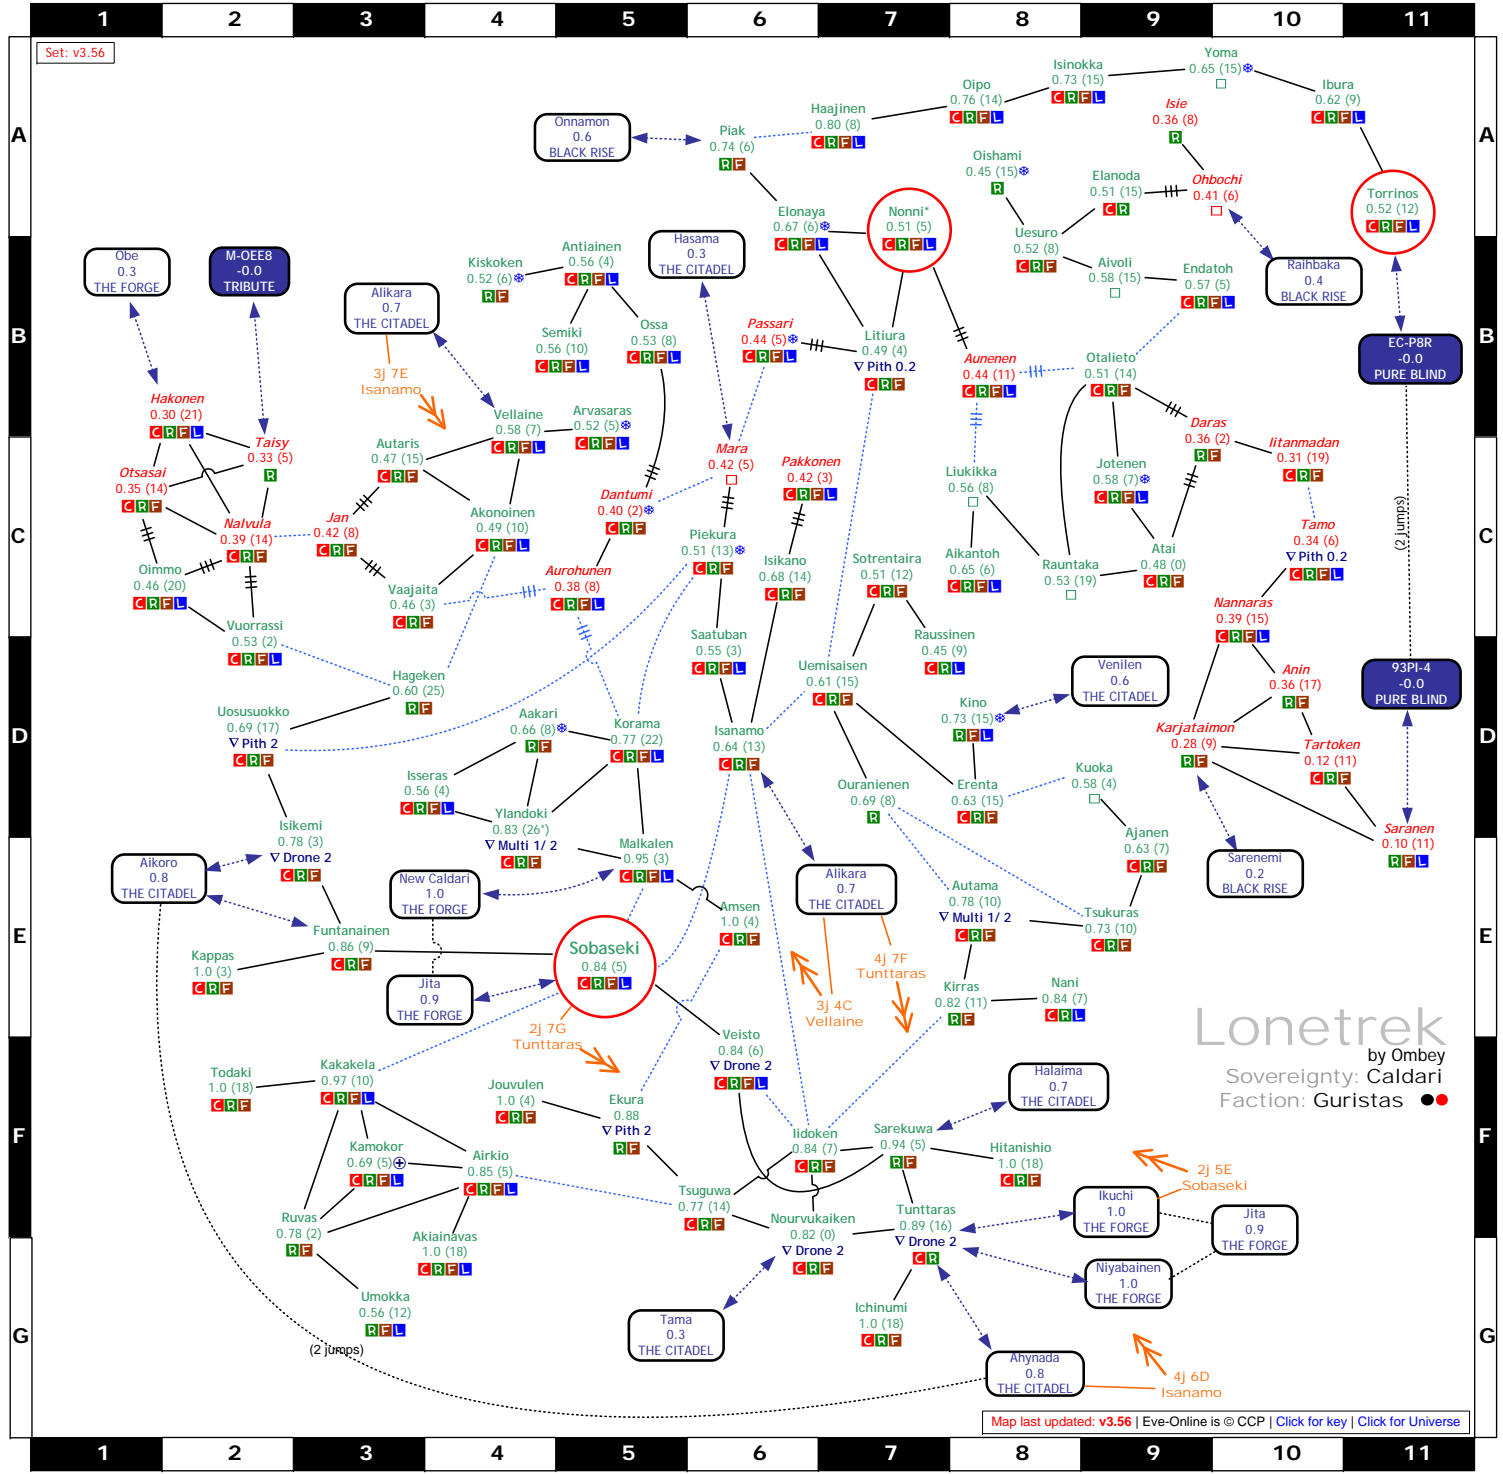 1 2 3 4 5 6 7 8 9 10 11
Set: v3.56
A
A
Onnamon
0.6
BLACK RISE
Piak
0.74 (6)
R F
Haajinen
0.80 (8)
C R F L
Oipo
0.76 (14)
C R F L
Isinokka
0.73 (15)
C R F L
Yoma
0.65 (15)
Ibura
0.62 (9)
C R F L
Isie
0.36 (8)
R
Oishami
0.45 (15)
R
Elanoda
0.51 (15)
C R
Ohbochi
0.41 (6)
Torrinos
0.52 (12)
C R F L
Elonaya
0.67 (6)
C R F L
Nonni*
0.51 (5)
C R F L
Uesuro
0.52 (8)
C R F
B
B
Obe
0.3
THE FORGE
M-OEE8
-0.0
TRIBUTE
Alikara
0.7
THE CITADEL
3j 7E
Isanamo
Kiskoken
0.52 (6)
R F
Antiainen
0.56 (4)
C R F L
Hasama
0.3
THE CITADEL
Semiki
0.56 (10)
C R F L
Ossa
0.53 (8)
C R F L
Passari
0.44 (5)
C R F L
Litiura
0.49 (4)
∇ Pith 0.2
C R F
Aunenen
0.44 (11)
C R F L
Aivoli
0.58 (15)
Endatoh
0.57 (5)
C R F L
Raihbaka
0.4
BLACK RISE
Otalieto
0.51 (14)
C R F
EC-P8R
-0.0
PURE BLIND
Hakonen
0.30 (21)
C R F L
Vellaine
0.58 (7)
C R F L
Arvasaras
0.52 (5)
C R F L
Daras
0.36 (2)
R F
C
C
Taisy
0.33 (5)
R
Otsasai
0.35 (14)
C R F
Autaris
0.47 (15)
C R F
Mara
0.42 (5)
Pakkonen
0.42 (3)
C R F L
Liukikka
0.56 (8)
Jotenen
0.58 (7)
C R F L
Iitanmadan
0.31 (19)
C R F
(2 jumps)
Nalvula
0.39 (14)
C R F
Jan
0.42 (8)
C R F
Akonoinen
0.49 (10)
C R F L
Dantumi
0.40 (2)
C R F
Piekura
0.51 (13)
C R F
Isikano
0.68 (14)
C R F
Sotrentaira
0.51 (12)
C R F
Aikantoh
0.65 (6)
C R F L
Rauntaka
0.53 (19)
Atai
0.48 (0)
C R F
Tamo
0.34 (6)
∇ Pith 0.2
C R F L
Oimmo
0.46 (20)
C R F L
Vaajaita
0.46 (3)
C R F
Aurohunen
0.38 (8)
C R F L
Nannaras
0.39 (15)
C R F L
Vuorrassi
0.53 (2)
C R F L
Saatuban
0.55 (3)
C R F L
Raussinen
0.45 (9)
C R L
D
D
Hageken
0.60 (25)
R F
Uemisaisen
0.61 (15)
C R F
Venilen
0.6
THE CITADEL
Anin
0.36 (17)
R F
93PI-4
-0.0
PURE BLIND
Uosusuokko
0.69 (17)
∇ Pith 2
C R F
Aakari
0.66 (8)
R F
Korama
0.77 (22)
C R F L
Isanamo
0.64 (13)
C R F
Kino
0.73 (15)
R F L
Karjataimon
0.28 (9)
R F
Tartoken
0.12 (11)
C R F
Isseras
0.56 (4)
C R F L
Ouranienen
0.69 (8)
R
Erenta
0.63 (15)
C R F
Kuoka
0.58 (4)
Ylandoki
0.83 (26*)
∇ Multi 1/ 2
C R F
Isikemi
0.78 (3)
∇ Drone 2
C R F
Ajanen
0.63 (7)
C R F
Saranen
0.10 (11)
R F L
E
E
Malkalen
0.95 (3)
C R F L
Aikoro
0.8
THE CITADEL
New Caldari
1.0
THE FORGE
Alikara
0.7
THE CITADEL
Sarenemi
0.2
BLACK RISE
Autama
0.78 (10)
∇ Multi 1/ 2
C R F
Amsen
1.0 (4)
C R F
Tsukuras
0.73 (10)
C R F
Funtanainen
0.86 (9)
C R F
Kappas
1.0 (3)
C R F
Sobaseki
0.84 (5)
C R F L
4j 7F
Tunttaras
Jita
0.9
THE FORGE
3j 4C
Vellaine
Kirras
0.82 (11)
R F
Nani
0.84 (7)
C R L
2j 7G
Tunttaras
Veisto
0.84 (6)
∇ Drone 2
C R F L
Lonetrek
by Ombey
Sovereignty: Caldari
Faction: Guristas
F
F
Todaki
1.0 (18)
C R F
Kakakela
0.97 (10)
C R F L
Jouvulen
1.0 (4)
C R F
Ekura
0.88
∇ Pith 2
R F
Halaima
0.7
THE CITADEL
Kamokor
0.69 (5)
C R F L
Airkio
0.85 (5)
C R F L
Iidoken
0.84 (7)
C R F
Sarekuwa
0.94 (5)
R F
Hitanishio
1.0 (18)
C R F
2j 5E
Sobaseki
Tsuguwa
0.77 (14)
C R F
Ikuchi
1.0
THE FORGE
Jita
0.9
THE FORGE
Ruvas
0.78 (2)
R F
Akiainavas
1.0 (18)
C R F L
Nourvukaiken
0.82 (0)
∇ Drone 2
C R F
Tunttaras
0.89 (16)
∇ Drone 2
C R
G
G
Niyabainen
1.0
THE FORGE
Umokka
0.56 (12)
R F L
Tama
0.3
THE CITADEL
Ichinumi
1.0 (18)
C R F
(2 jumps)
Ahynada
0.8
THE CITADEL
4j 6D
Isanamo
Map last updated: v3.56 | Eve-Online is © CCP | Click for key | Click for Universe
1 2 3 4 5 6 7 8 9 10 11